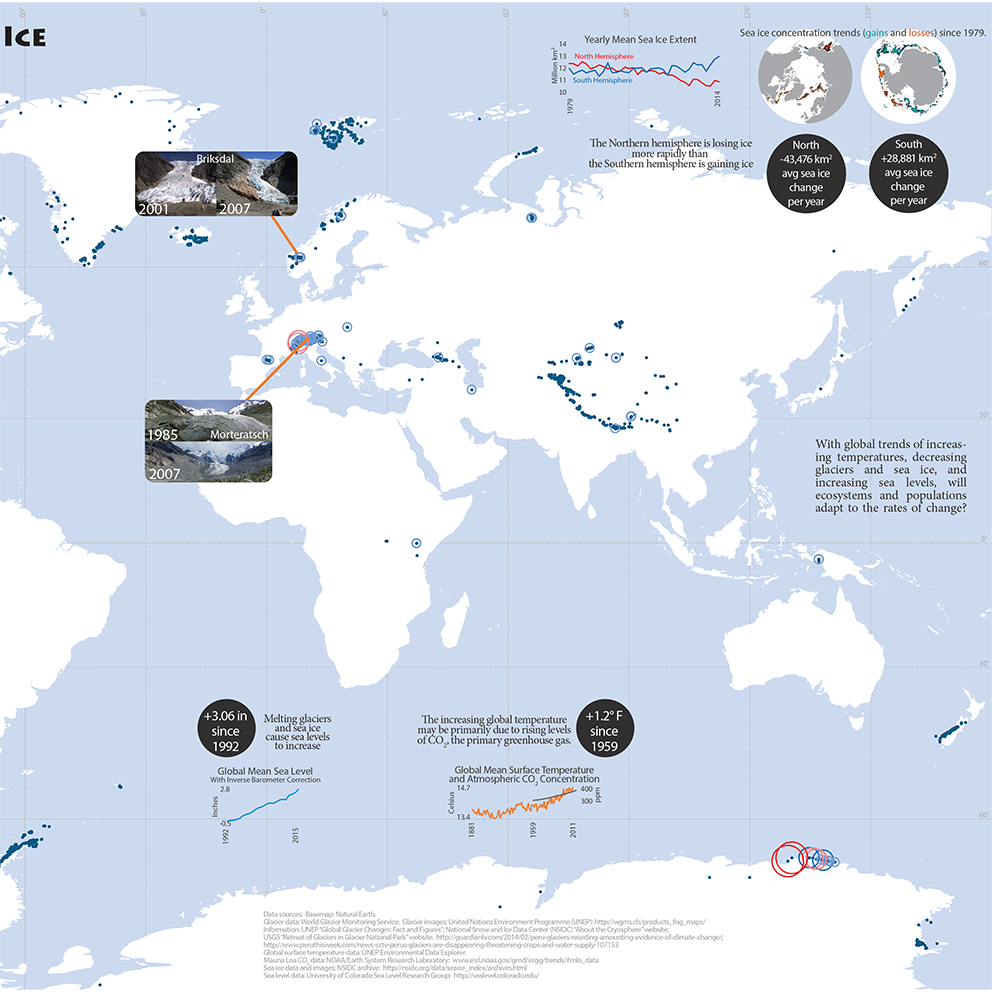 ICE
60°
30°
0°
30°
60°
90°
120°
150°
Yearly Mean Sea Ice Extent
14
13
12
11
10
Million km²
North Hemisphere
South Hemisphere
1979
2014
Sea ice concentration trends (gains and losses) since 1979.
The Northern hemisphere is losing ice
more rapidly than
the Southern hemisphere is gaining ice
North
-43,476 km²
avg sea ice
change
per year
South
+28,881 km²
avg sea ice
change
per year
Briksdal
2001
2007
60°
1985
Morteratsch
2007
30°
With global trends of increas-
ing temperatures, decreasing
glaciers and sea ice, and
increasing sea levels, will
ecosystems and populations
adapt to the rates of change?
0°
30°
+3.06 in
since
1992
Melting glaciers
and sea ice
cause sea levels
to increase
The increasing global temperature
may be primarily due to rising levels
of CO₂, the primary greenhouse gas.
+1.2° F
since
1959
Global Mean Sea Level
With Inverse Barometer Correction
2.8
Inches
-0.5
1992
2015
Global Mean Surface Temperature
and Atmospheric CO₂ Concentration
14.7
Celsius
13.4
400
300
ppm
1881
1959
2011
60°
Data sources: Basemap: Natural Earth.
Glacier data: World Glacier Monitoring Service. Glacier images: United Nations Environment Programme (UNEP): http://wgms.ch/products_fog_maps/
Information: UNEP "Global Glacier Changes: Fact and Figures"; National Snow and Ice Data Center (NSIDC) "About the Cryosphere" website;
USGS "Retreat of Glaciers in Glacier National Park" website. http://guardianlv.com/2014/02/peru-glaciers-receding-amounting-evidence-of-climate-change/;
http://www.peruthisweek.com/news-cctv-perus-glaciers-are-disappearing-threatening-crops-and-water-supply-107153
Global surface temperature data: UNEP Environmental Data Explorer.
Mauna Loa CO₂ data: NOAA/Earth System Research Laboratory: www.esrl.noaa.gov/gmd/ccgg/trends/#mlo_data
Sea ice data and images: NSIDC archive: http://nsidc.org/data/seaice_index/archives.html
Sea level data: University of Colorado Sea Level Research Group: http://sealevel.colorado.edu/